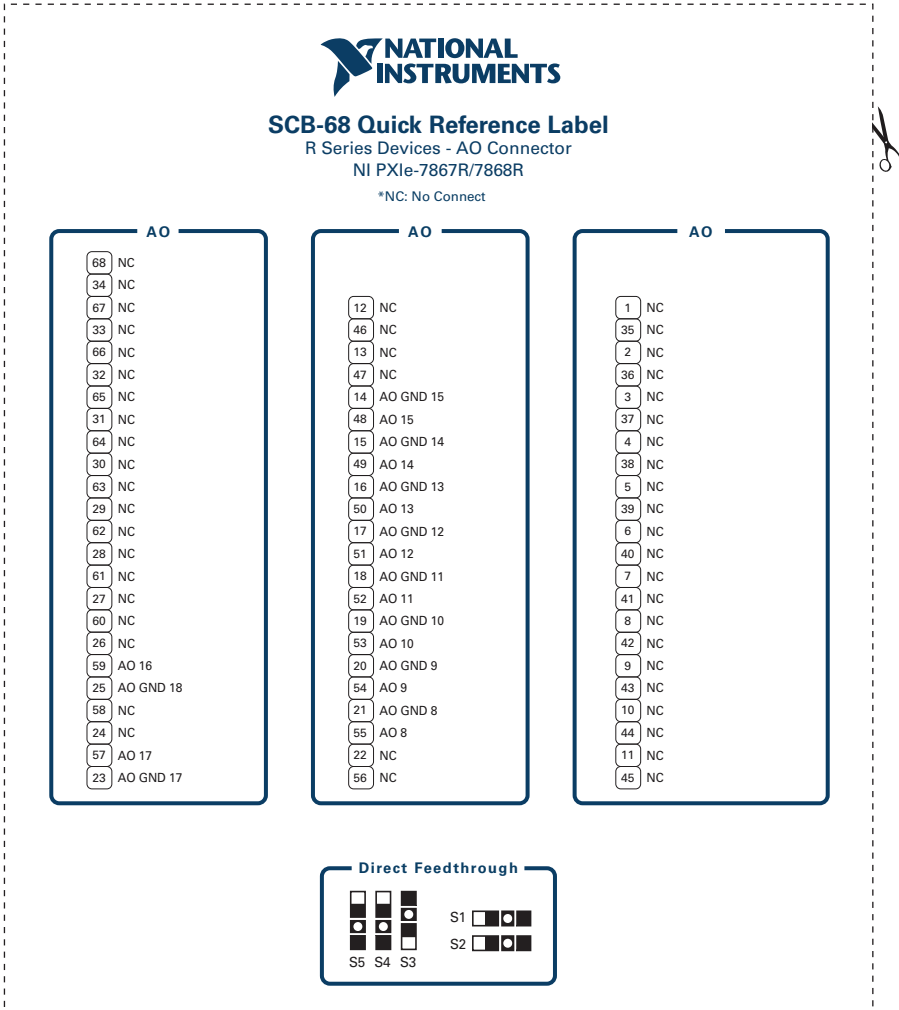 NATIONAL
INSTRUMENTS
SCB-68 Quick Reference Label
R Series Devices - AO Connector
NI PXIe-7867R/7868R
*NC: No Connect
AO
68 NC
34 NC
67 NC
33 NC
66 NC
32 NC
65 NC
31 NC
64 NC
30 NC
63 NC
29 NC
62 NC
28 NC
61 NC
27 NC
60 NC
26 NC
59 AO 16
25 AO GND 18
58 NC
24 NC
57 AO 17
23 AO GND 17
AO
12 NC
46 NC
13 NC
47 NC
14 AO GND 15
48 AO 15
15 AO GND 14
49 AO 14
16 AO GND 13
50 AO 13
17 AO GND 12
51 AO 12
18 AO GND 11
52 AO 11
19 AO GND 10
53 AO 10
20 AO GND 9
54 AO 9
21 AO GND 8
55 AO 8
22 NC
56 NC
AO
1 NC
35 NC
2 NC
36 NC
3 NC
37 NC
4 NC
38 NC
5 NC
39 NC
6 NC
40 NC
7 NC
41 NC
8 NC
42 NC
9 NC
43 NC
10 NC
44 NC
11 NC
45 NC
Direct Feedthrough
S5 S4 S3
S1
S2